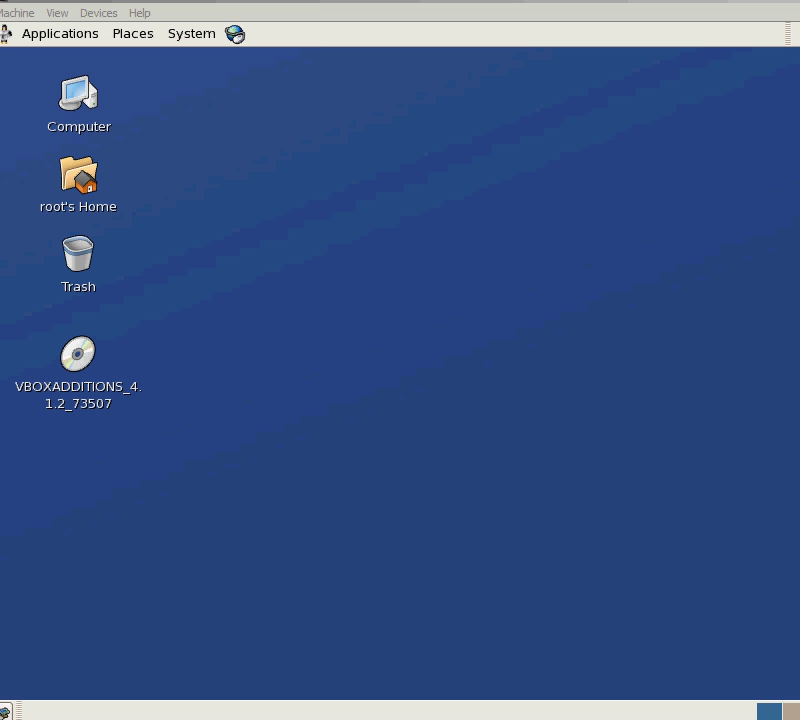 Machine View Devices Help
Applications Places System
Computer
root's Home
Trash
VBOXADDITIONS_4.
1.2_73507